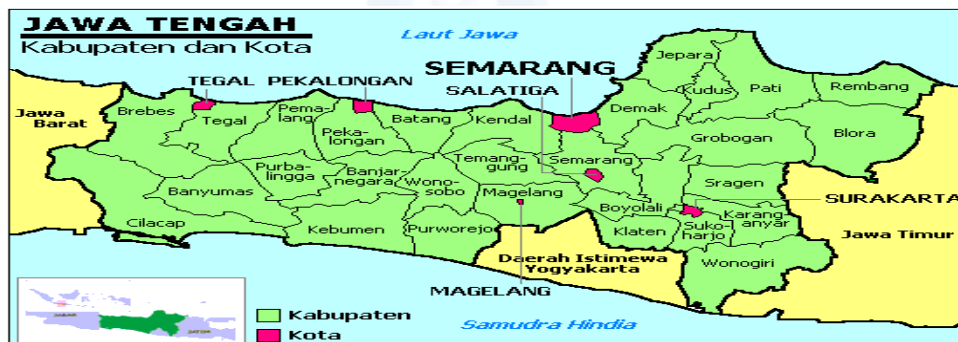 JAWA TENGAH
Kabupaten dan Kota
Laut Jawa
TEGAL
PEKALONGAN
SEMARANG
SALATIGA
Jepara
Kudus
Pati
Rembang
Brebes
Tegal
Pema-
lang
Peka-
longan
Batang
Kendal
Demak
Grobogan
Blora
Jawa
Barat
Purba-
lingga
Banjar-
negara
Wono-
sobo
Temang-
gung
Semarang
Sragen
Banyumas
Magelang
Boyolali
SURAKARTA
Cilacap
Kebumen
Purworejo
Klaten
Suko-
harjo
Karang-
anyar
Jawa Timur
Daerah Istimewa
Yogyakarta
Wonogiri
MAGELANG
Samudra Hindia
Kabupaten
Kota
JABAR
JATIM